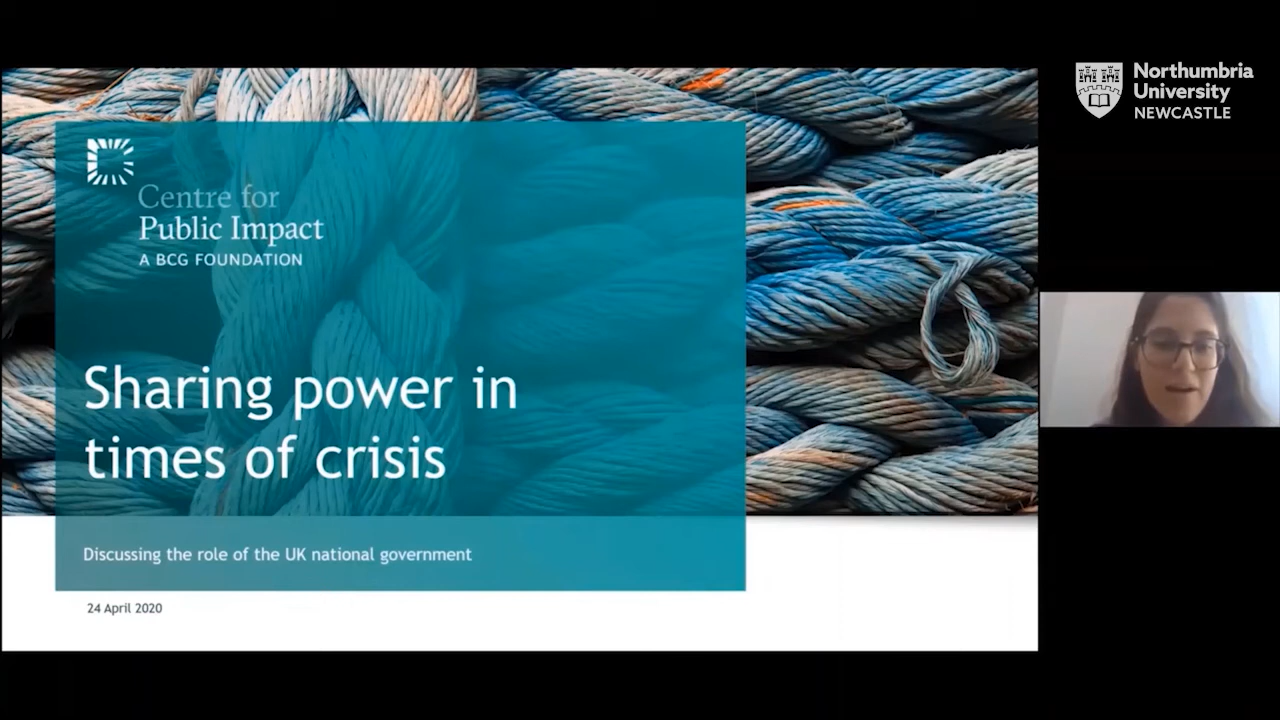 Centre for
Public Impact
A BCG FOUNDATION
Sharing power in
times of crisis
Discussing the role of the UK national government
24 April 2020
Northumbria
University
NEWCASTLE